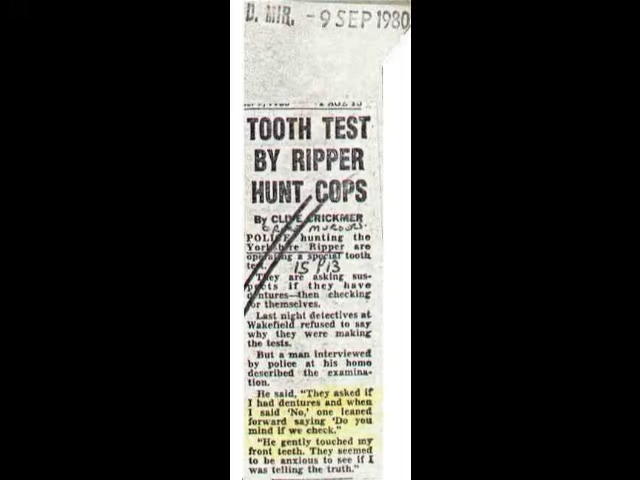 D. MIR. - 9 SEP 1980
TOOTH TEST
BY RIPPER
HUNT COPS
By CLIVE CRICKMER
MURDERS.
POLICE hunting the
Yorkshire Ripper are
operating a special tooth
test.
15 P13
They are asking sus-
pects if they have
dentures—then checking
for themselves.
Last night detectives at
Wakefield refused to say
why they were making
the tests.
But a man interviewed
by police at his home
described the examina-
tion.
He said, "They asked if
I had dentures and when
I said 'No,' one leaned
forward saying 'Do you
mind if we check."
"He gently touched my
front teeth. They seemed
to be anxious to see if I
was telling the truth."